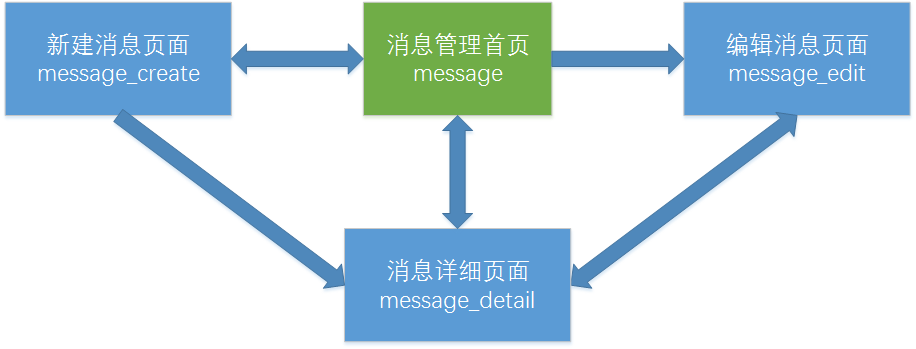 新建消息页面
message_create
消息管理首页
message
编辑消息页面
message_edit
消息详细页面
message_detail